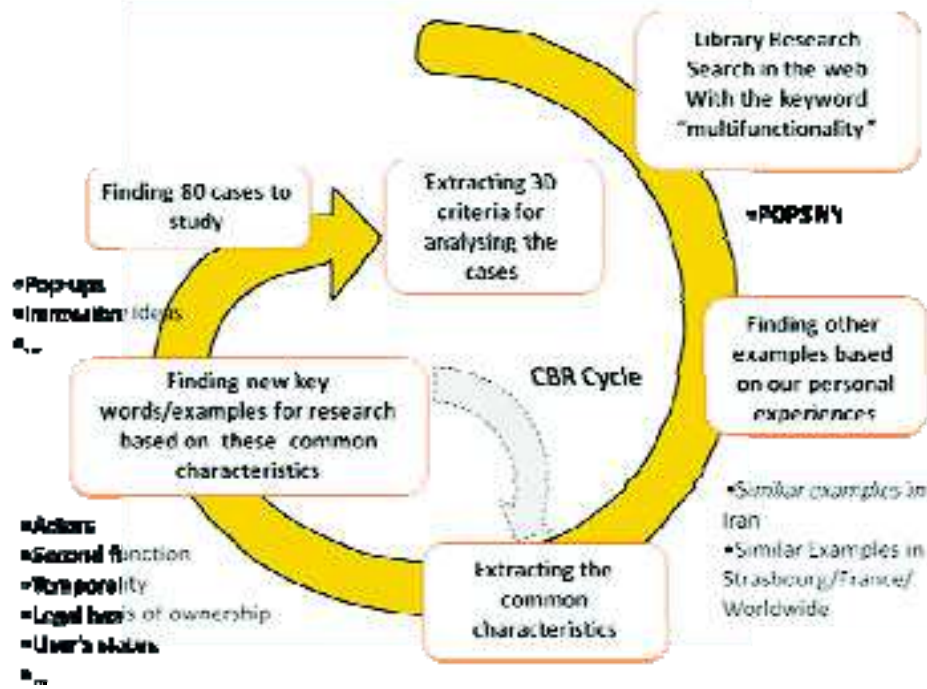 Library Research
Search in the web
With the keyword
"multifunctionality"
•POPS NY
Finding other
examples based
on our personal
experiences
•Similar examples in
Iran
•Similar Examples in
Strasbourg/France/
Worldwide
Extracting the
common
characteristics
•Actors
•Second function
•Temporality
•Legal basis of ownership
•User's status
•...
Finding new key
words/examples for research
based on these common
characteristics
•Pop-ups
•Innovative ideas
•...
Finding 80 cases to
study
Extracting 30
criteria for
analysing the
cases
CBR Cycle